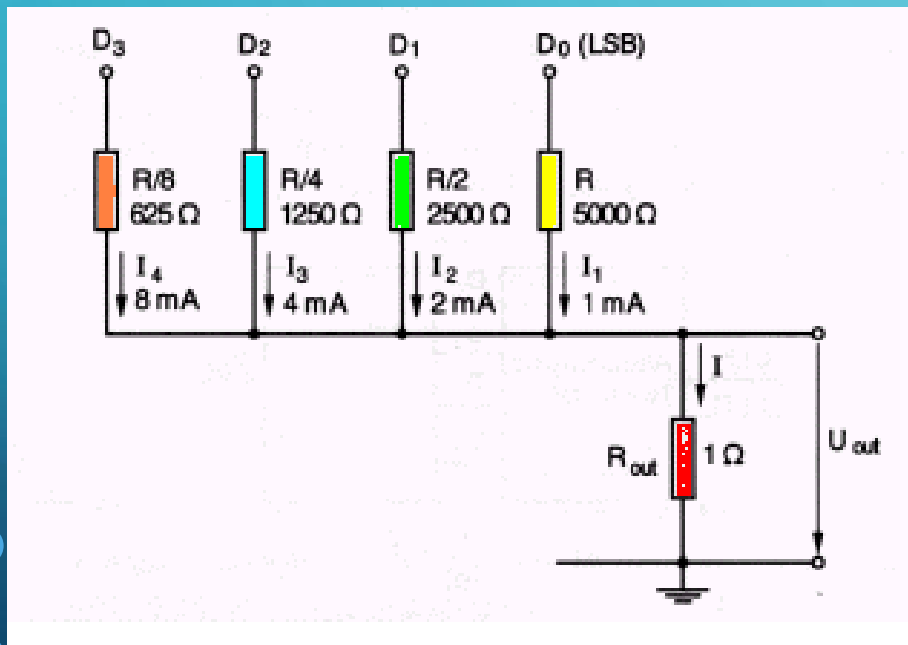 D3 D2 D1 D0 (LSB)
R/8 R/4 R/2 R
625 Ω 1250 Ω 2500 Ω 5000 Ω
I4 I3 I2 I1
8 mA 4 mA 2 mA 1 mA
I
Rout 1 Ω Uout